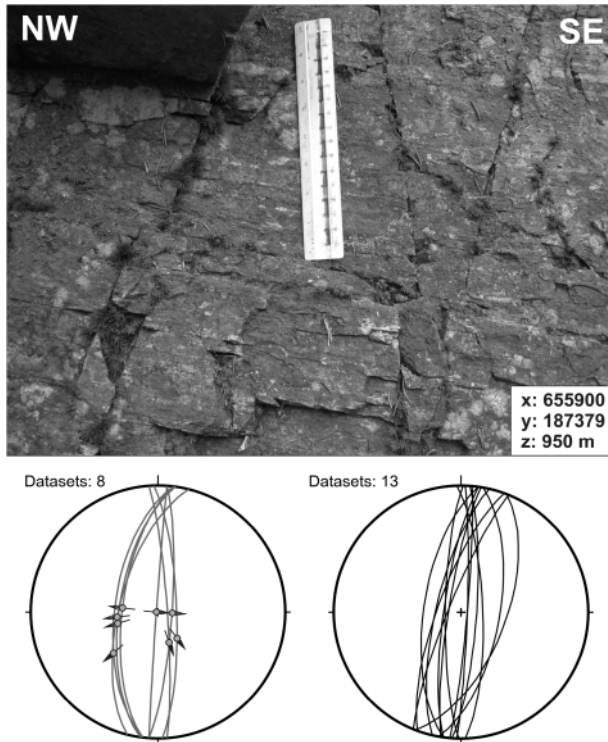 NW
SE
x: 655900
y: 187379
z: 950 m
Datasets: 8
Datasets: 13